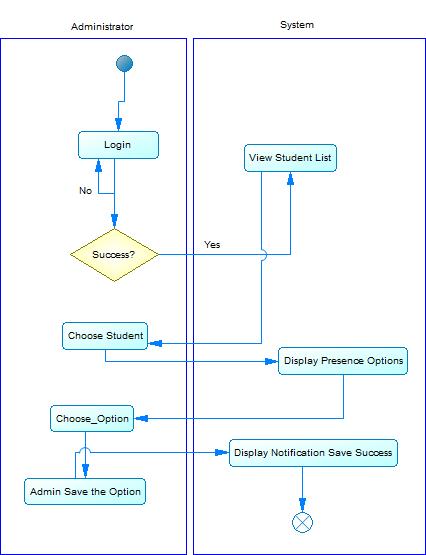 Administrator
System
Login
View Student List
No
Success?
Yes
Choose Student
Display Presence Options
Choose_Option
Display Notification Save Success
Admin Save the Option